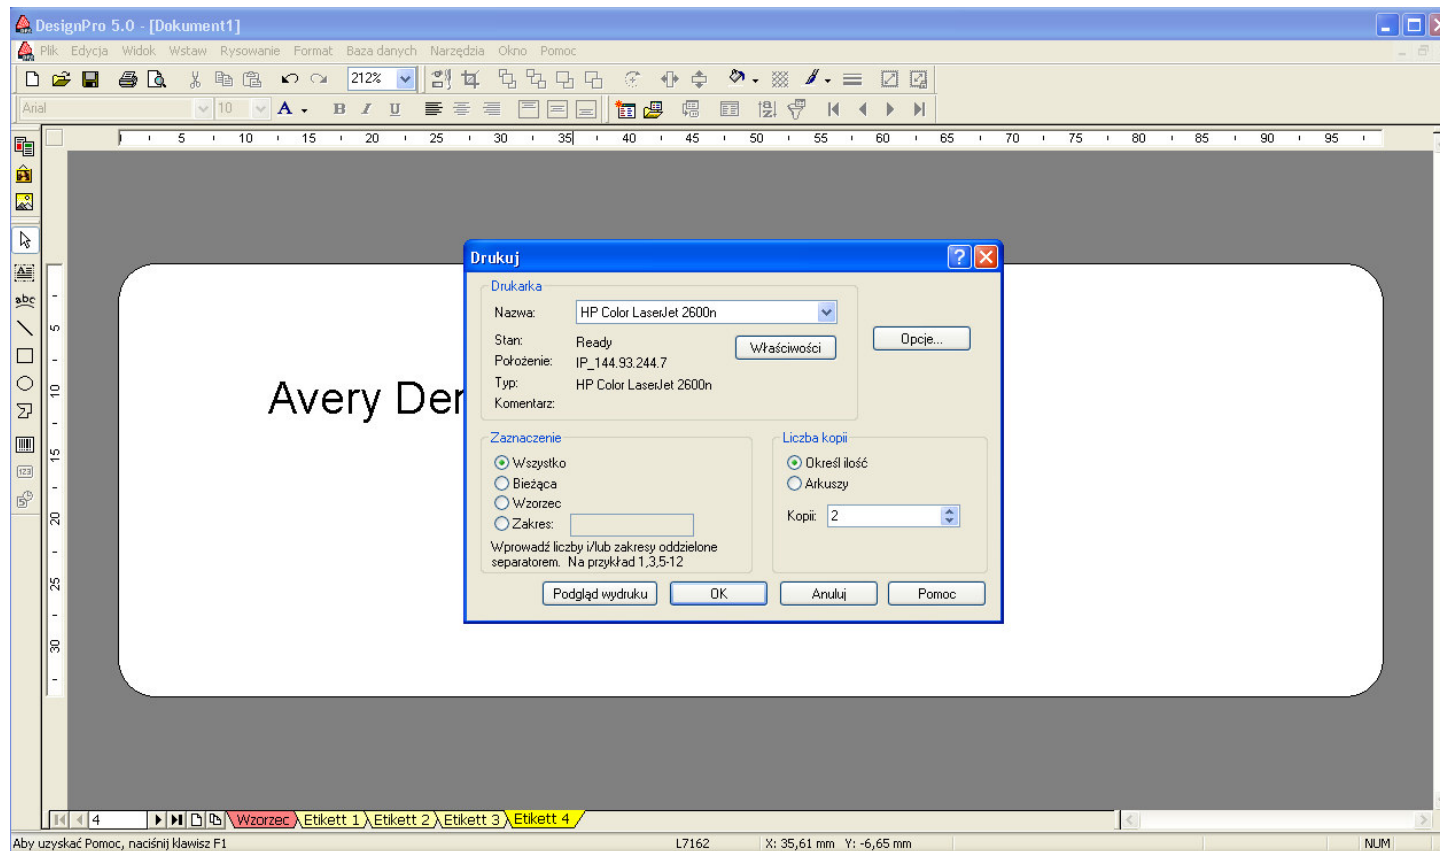 DesignPro 5.0 - [Dokument1]
Plik Edycja Widok Wstaw Rysowanie Format Baza danych Narzędzia Okno Pomoc
212%
Arial 10 A B I U
5 10 15 20 25 30 35 40 45 50 55 60 65 70 75 80 85 90 95
abc
123
5 10 15 20 25 30
Avery Den
Drukuj
Drukarka
Nazwa: HP Color LaserJet 2600n
Stan: Ready
Właściwości
Opcje...
Położenie: IP_144.93.244.7
Typ: HP Color LaserJet 2600n
Komentarz:
Zaznaczenie
Wszystko
Bieżąca
Wzorzec
Zakres:
Wprowadź liczby i/lub zakresy oddzielone
separatorem. Na przykład 1,3,5-12
Liczba kopii
Określ ilość
Arkuszy
Kopii: 2
Podgląd wydruku OK Anuluj Pomoc
4 Wzorzec Etikett 1 Etikett 2 Etikett 3 Etikett 4
Aby uzyskać Pomoc, naciśnij klawisz F1 L7162 X: 35,61 mm Y: -6,65 mm NUM